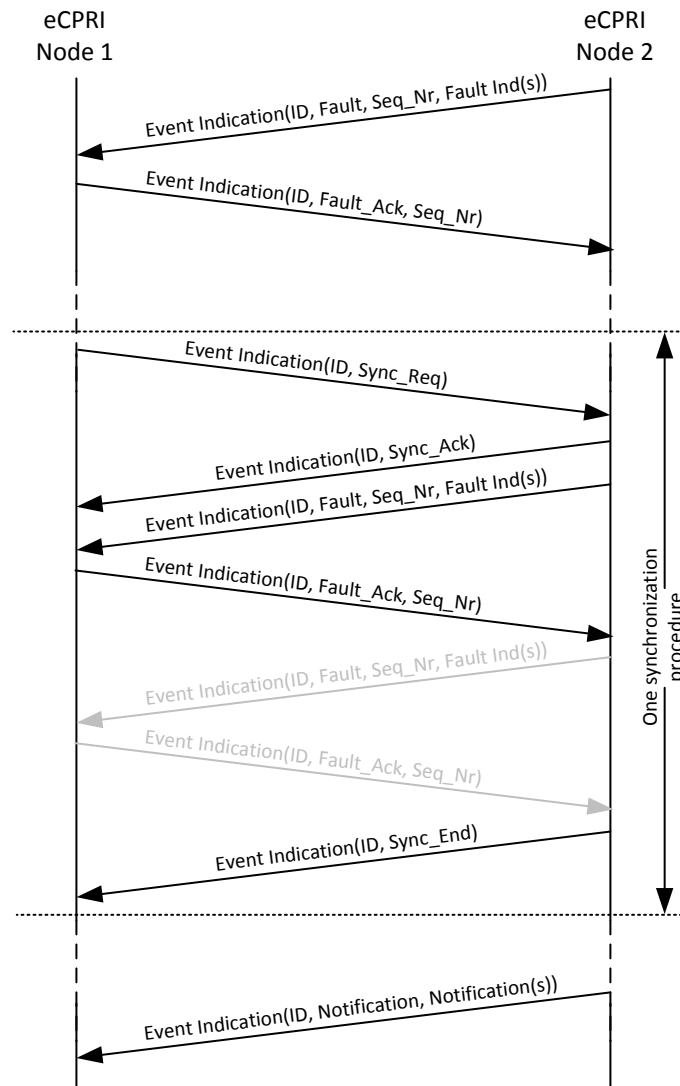 eCPRI
Node 1
eCPRI
Node 2
Event Indication(ID, Fault, Seq_Nr, Fault Ind(s))
Event Indication(ID, Fault_Ack, Seq_Nr)
Event Indication(ID, Sync_Req)
Event Indication(ID, Sync_Ack)
Event Indication(ID, Fault, Seq_Nr, Fault Ind(s))
Event Indication(ID, Fault_Ack, Seq_Nr)
Event Indication(ID, Fault, Seq_Nr, Fault Ind(s))
Event Indication(ID, Fault_Ack, Seq_Nr)
Event Indication(ID, Sync_End)
One synchronization
procedure
Event Indication(ID, Notification, Notification(s))